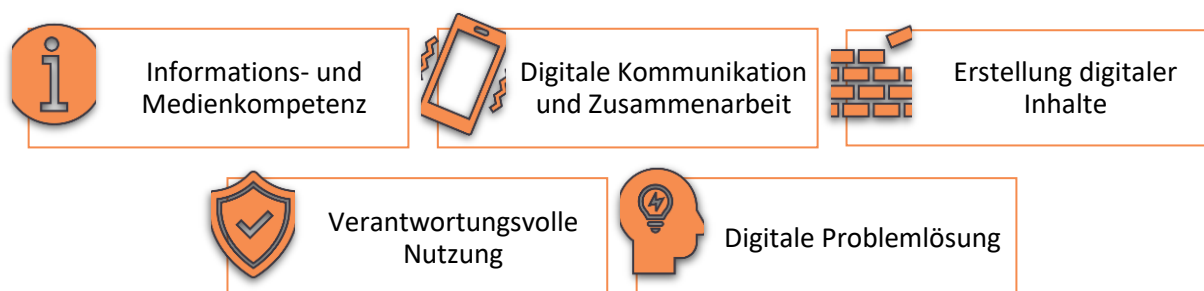 Informations- und
Medienkompetenz
Digitale Kommunikation
und Zusammenarbeit
Erstellung digitaler
Inhalte
Verantwortungsvolle
Nutzung
Digitale Problemlösung